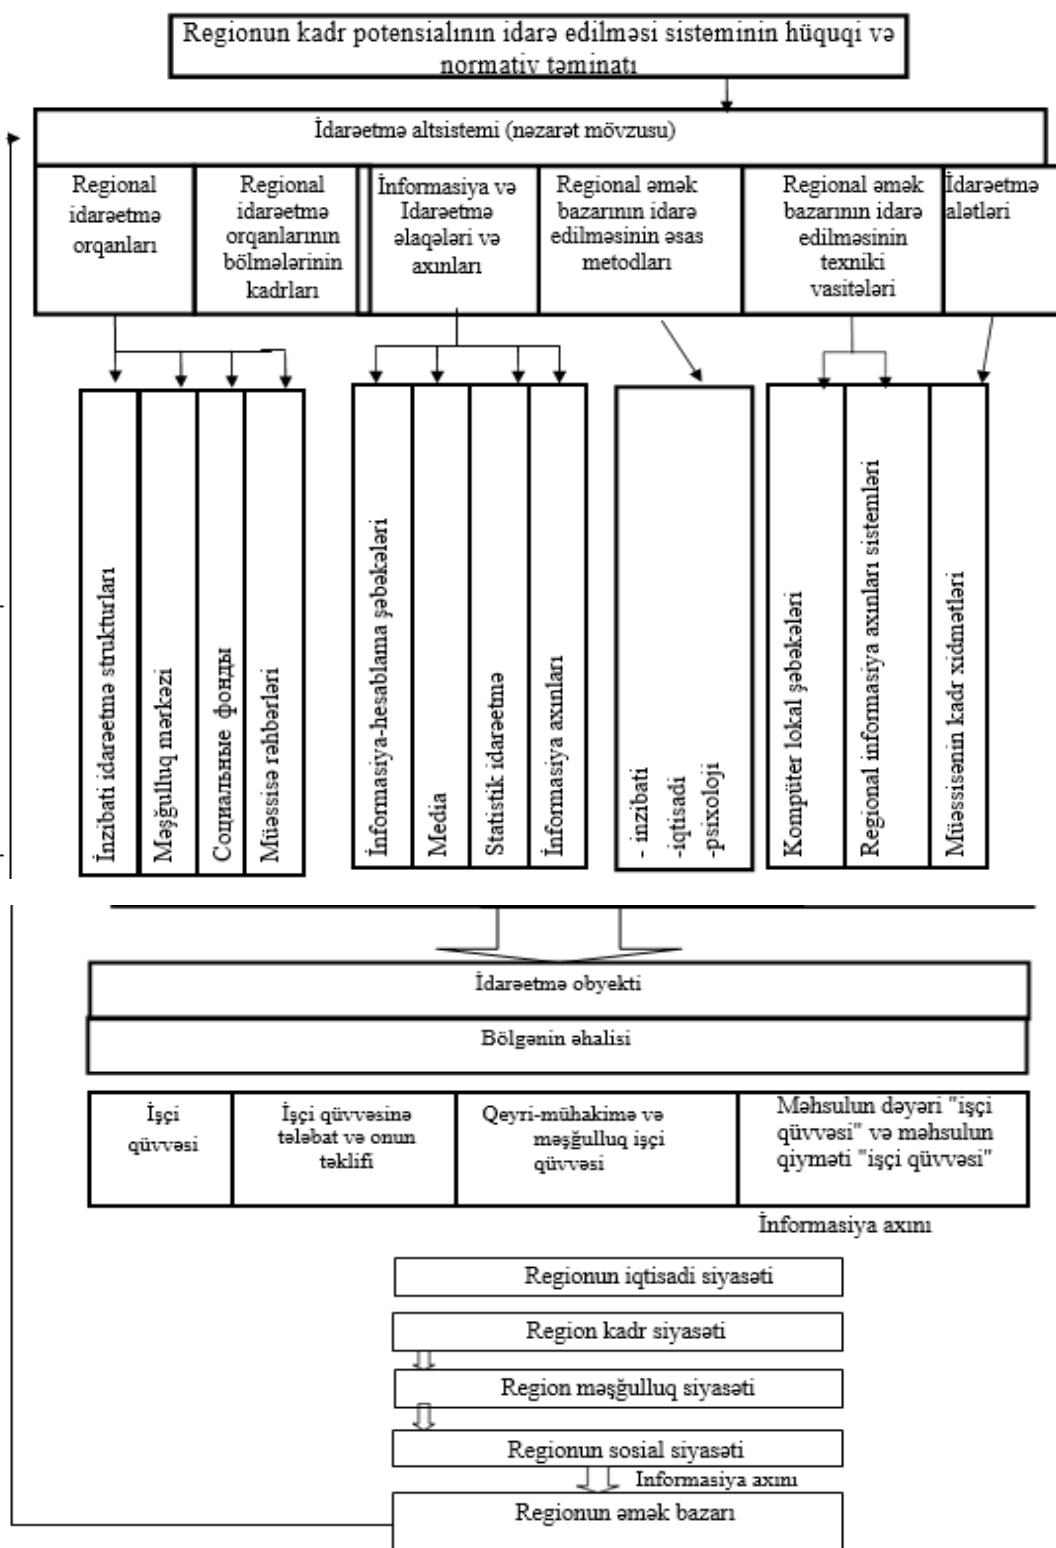 Regionun kadr potensialının idarə edilməsi sisteminin hüquqi və
normativ təminatı
İdarəetmə altsistemi (nəzarət mövzusu)
Regional
idarəetmə
orqanları
Regional
idarəetmə
orqanlarının
bölmələrinin
kadrları
İnformasiya və
Idarəetmə
əlaqələri və
axınları
Regional əmək
bazarının idarə
edilməsinin əsas
metodları
Regional əmək
bazarının idarə
edilməsinin
texniki
vasitələri
İdarəetmə
alətləri
İnzibati idarəetmə strukturları
Məşğulluq mərkəzi
Социальные фонды
Müəssisə rəhbərləri
İnformasiya-hesablama şəbəkələri
Media
Statistik idarəetmə
İnformasiya axınları
- inzibati
-iqtisadi
-psixoloji
Kompüter lokal şəbəkələri
Regional informasiya axınları sistemləri
Müəssisənin kadr xidmətləri
İdarəetmə obyekti
Bölgənin əhalisi
İşçi
qüvvəsi
İşçi qüvvəsinə
tələbat və onun
təklifi
Qeyri-mühakimə və
məşğulluq işçi
qüvvəsi
Məhsulun dəyəri "işçi
qüvvəsi" və məhsulun
qiyməti "işçi qüvvəsi"
İnformasiya axını
Regionun iqtisadi siyasəti
Region kadr siyasəti
Region məşğulluq siyasəti
Regionun sosial siyasəti
Informasiya axını
Regionun əmək bazarı